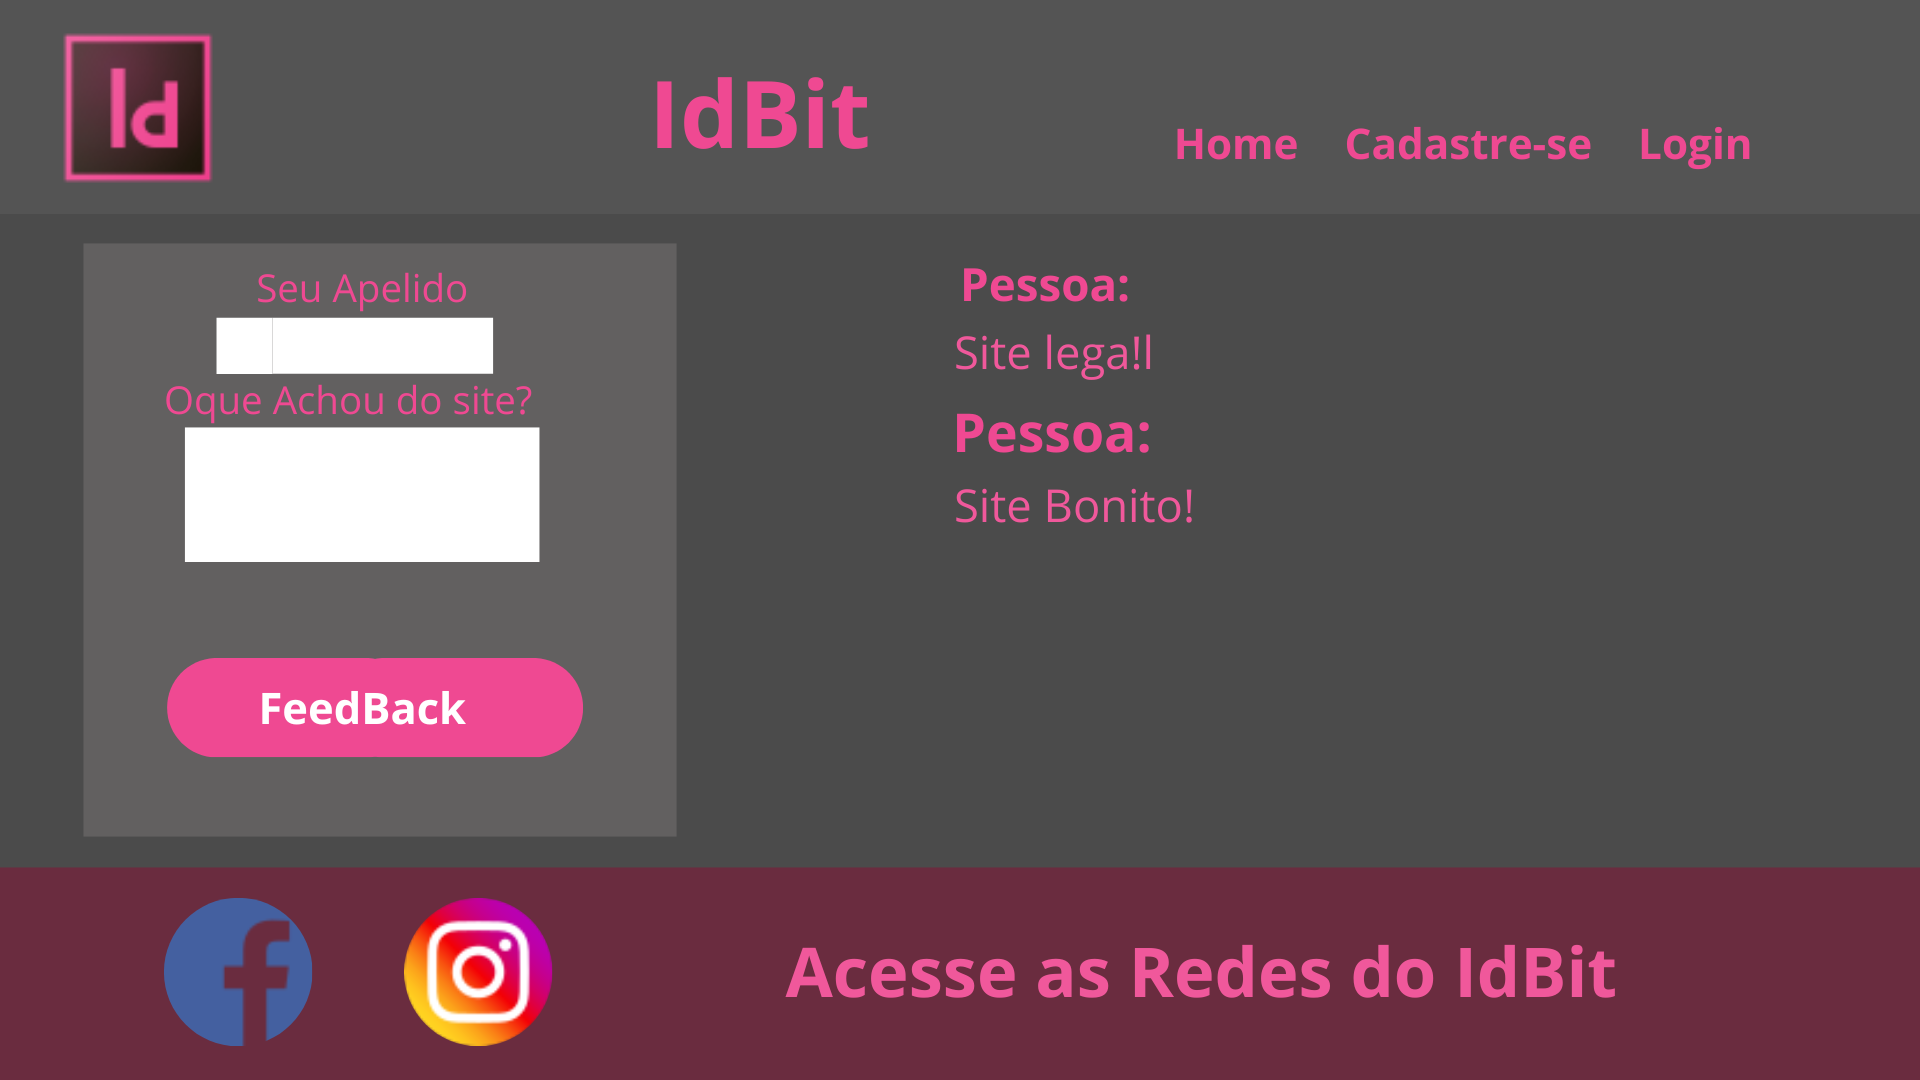 Id
IdBit
Home Cadastre-se Login
Seu Apelido
Oque Achou do site?
FeedBack
Pessoa:
Site lega!l
Pessoa:
Site Bonito!
Acesse as Redes do IdBit